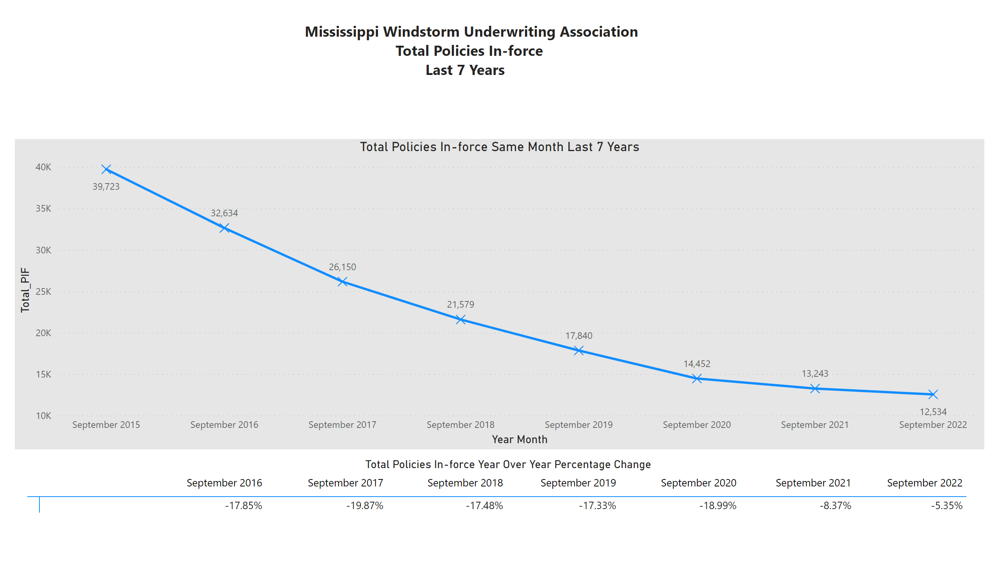 Mississippi Windstorm Underwriting Association
Total Policies In-force
Last 7 Years
Total Policies In-force Same Month Last 7 Years
Total_PIF
40K
35K
30K
25K
20K
15K
10K
39,723
32,634
26,150
21,579
17,840
14,452
13,243
12,534
September 2015 September 2016 September 2017 September 2018 September 2019 September 2020 September 2021 September 2022
Year Month
Total Policies In-force Year Over Year Percentage Change
September 2016 September 2017 September 2018 September 2019 September 2020 September 2021 September 2022
-17.85% -19.87% -17.48% -17.33% -18.99% -8.37% -5.35%